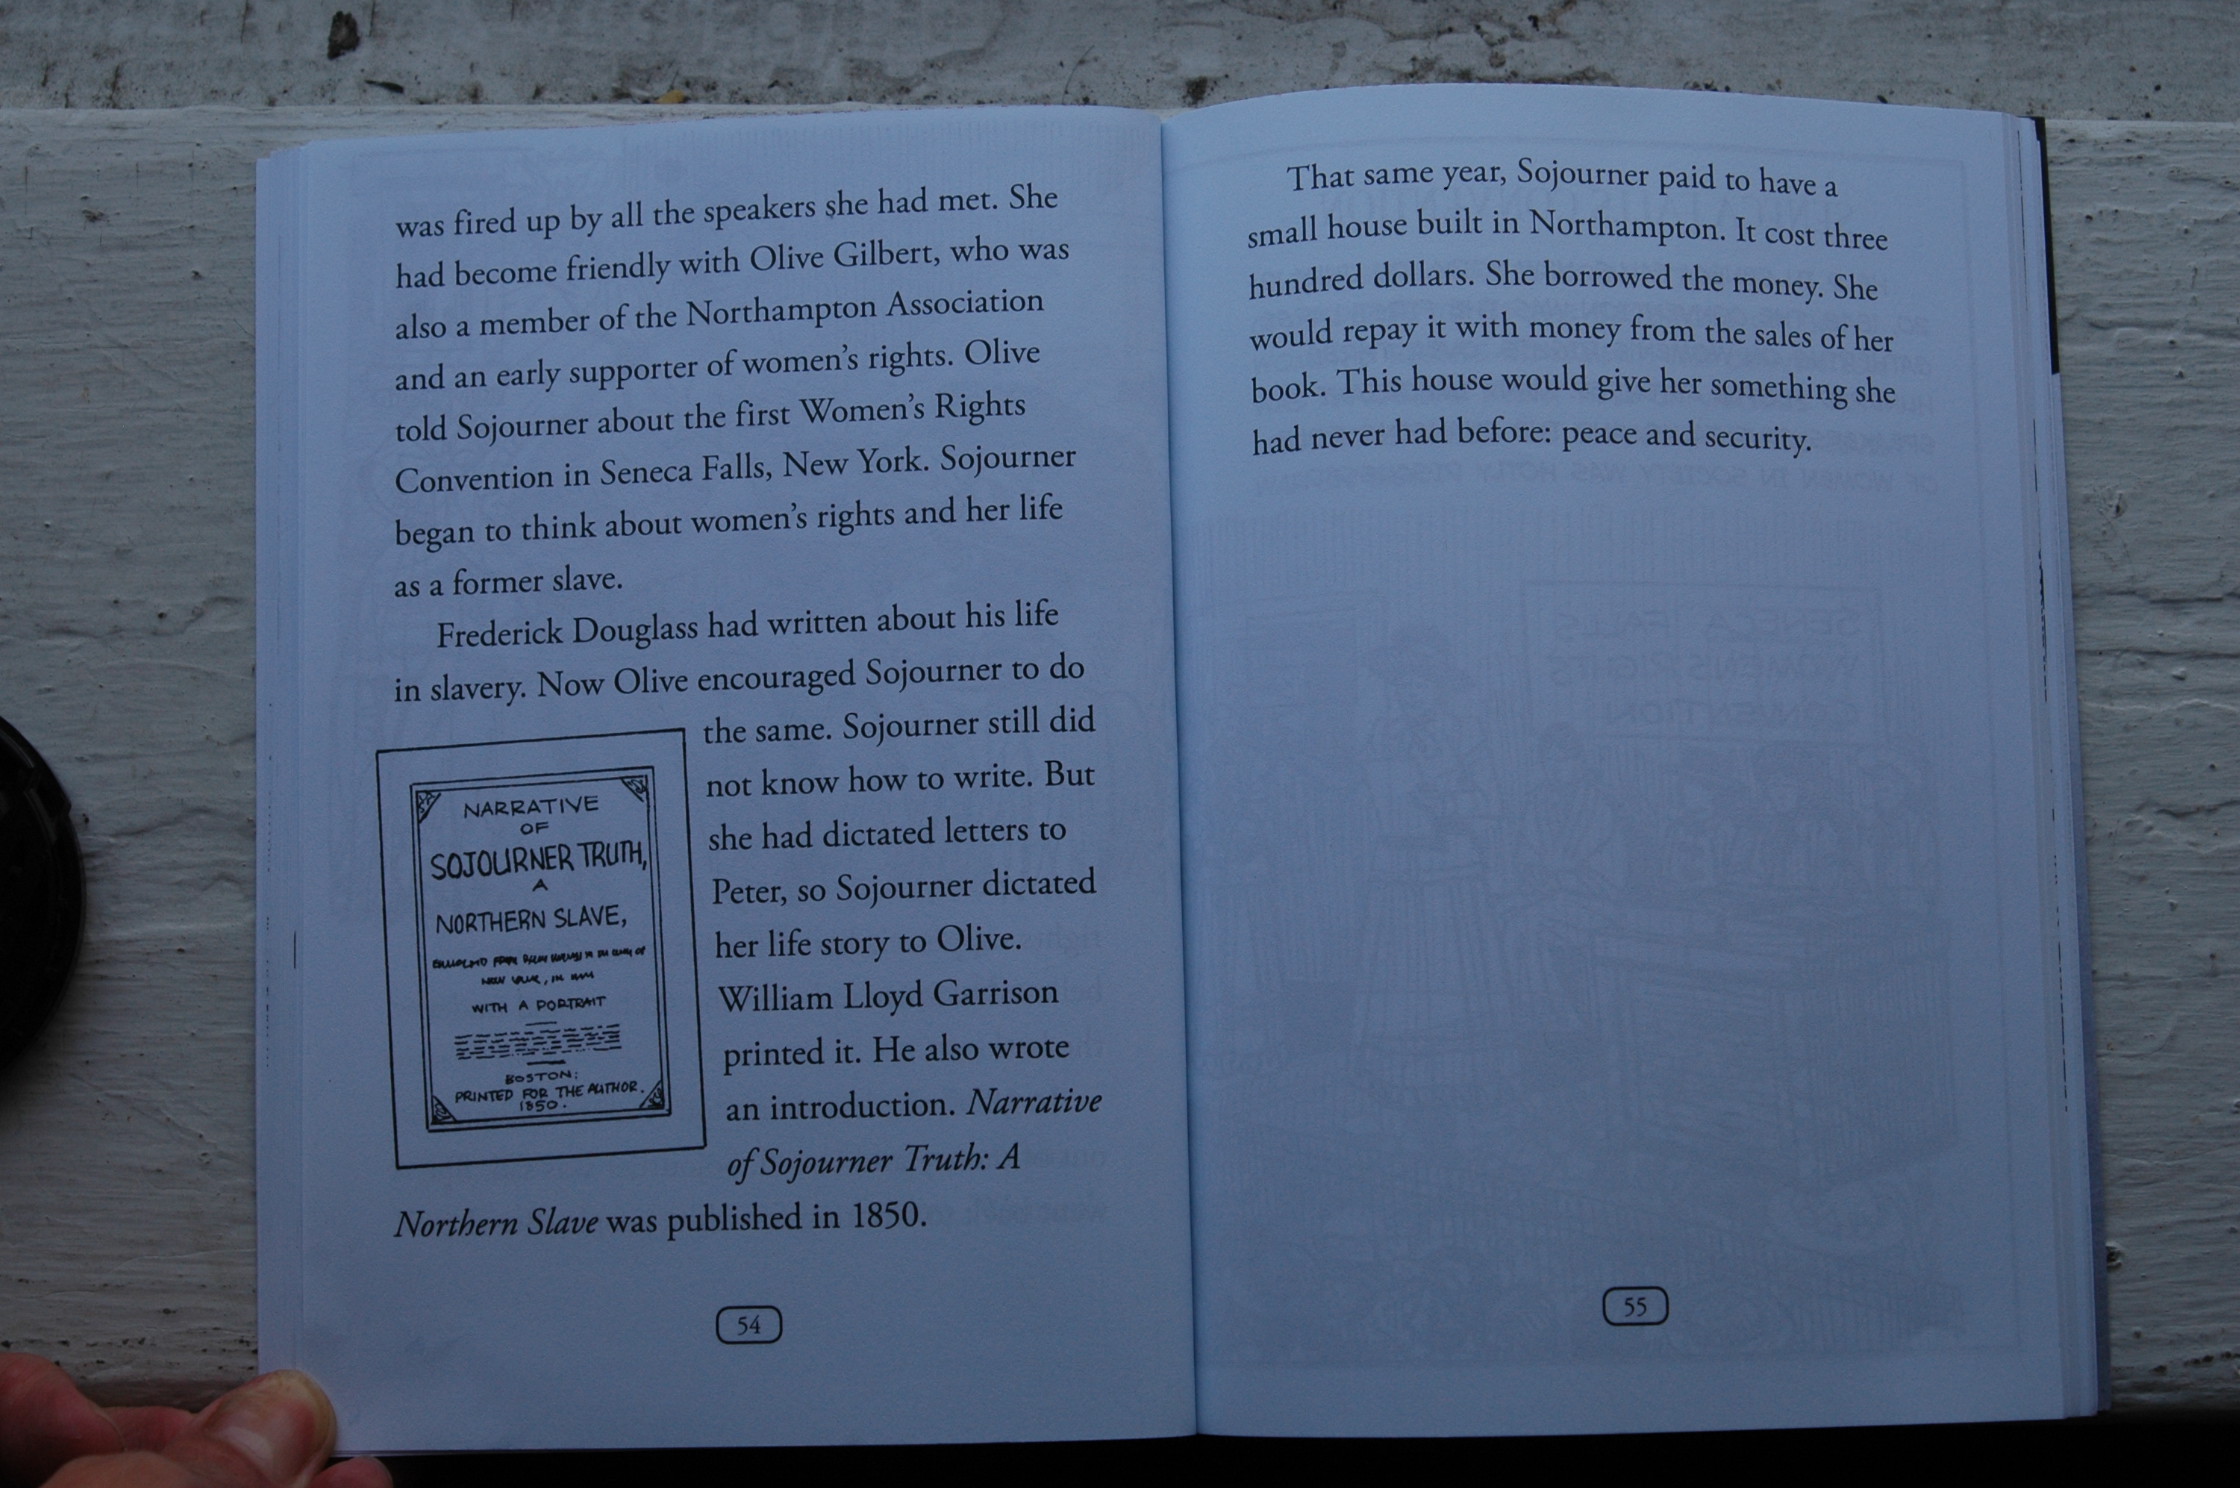 was fired up by all the speakers she had met. She
had become friendly with Olive Gilbert, who was
also a member of the Northampton Association
and an early supporter of women's rights. Olive
told Sojourner about the first Women's Rights
Convention in Seneca Falls, New York. Sojourner
began to think about women's rights and her life
as a former slave.
Frederick Douglass had written about his life
in slavery. Now Olive encouraged Sojourner to do
the same. Sojourner still did
not know how to write. But
she had dictated letters to
Peter, so Sojourner dictated
her life story to Olive.
William Lloyd Garrison
printed it. He also wrote
an introduction. Narrative
of Sojourner Truth: A
Northern Slave was published in 1850.
NARRATIVE
OF
SOJOURNER TRUTH,
A
NORTHERN SLAVE,
WITH A PORTRAIT
BOSTON:
PRINTED FOR THE AUTHOR.
1850.
54
That same year, Sojourner paid to have a
small house built in Northampton. It cost three
hundred dollars. She borrowed the money. She
would repay it with money from the sales of her
book. This house would give her something she
had never had before: peace and security.
SENECA FALLS
WOMEN'S RIGHTS
CONVENTION
55